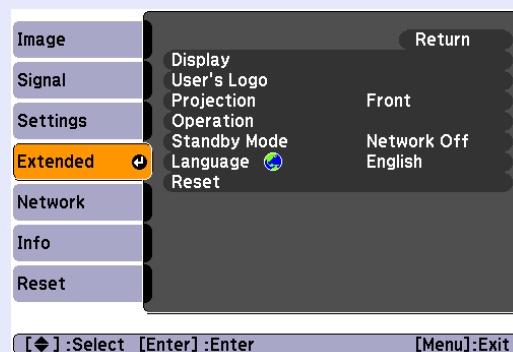 Image
Signal
Settings
Extended
Network
Info
Reset
Return
Display
User's Logo
Projection Front
Operation
Standby Mode Network Off
Language English
Reset
[◆] :Select [Enter] :Enter [Menu]:Exit